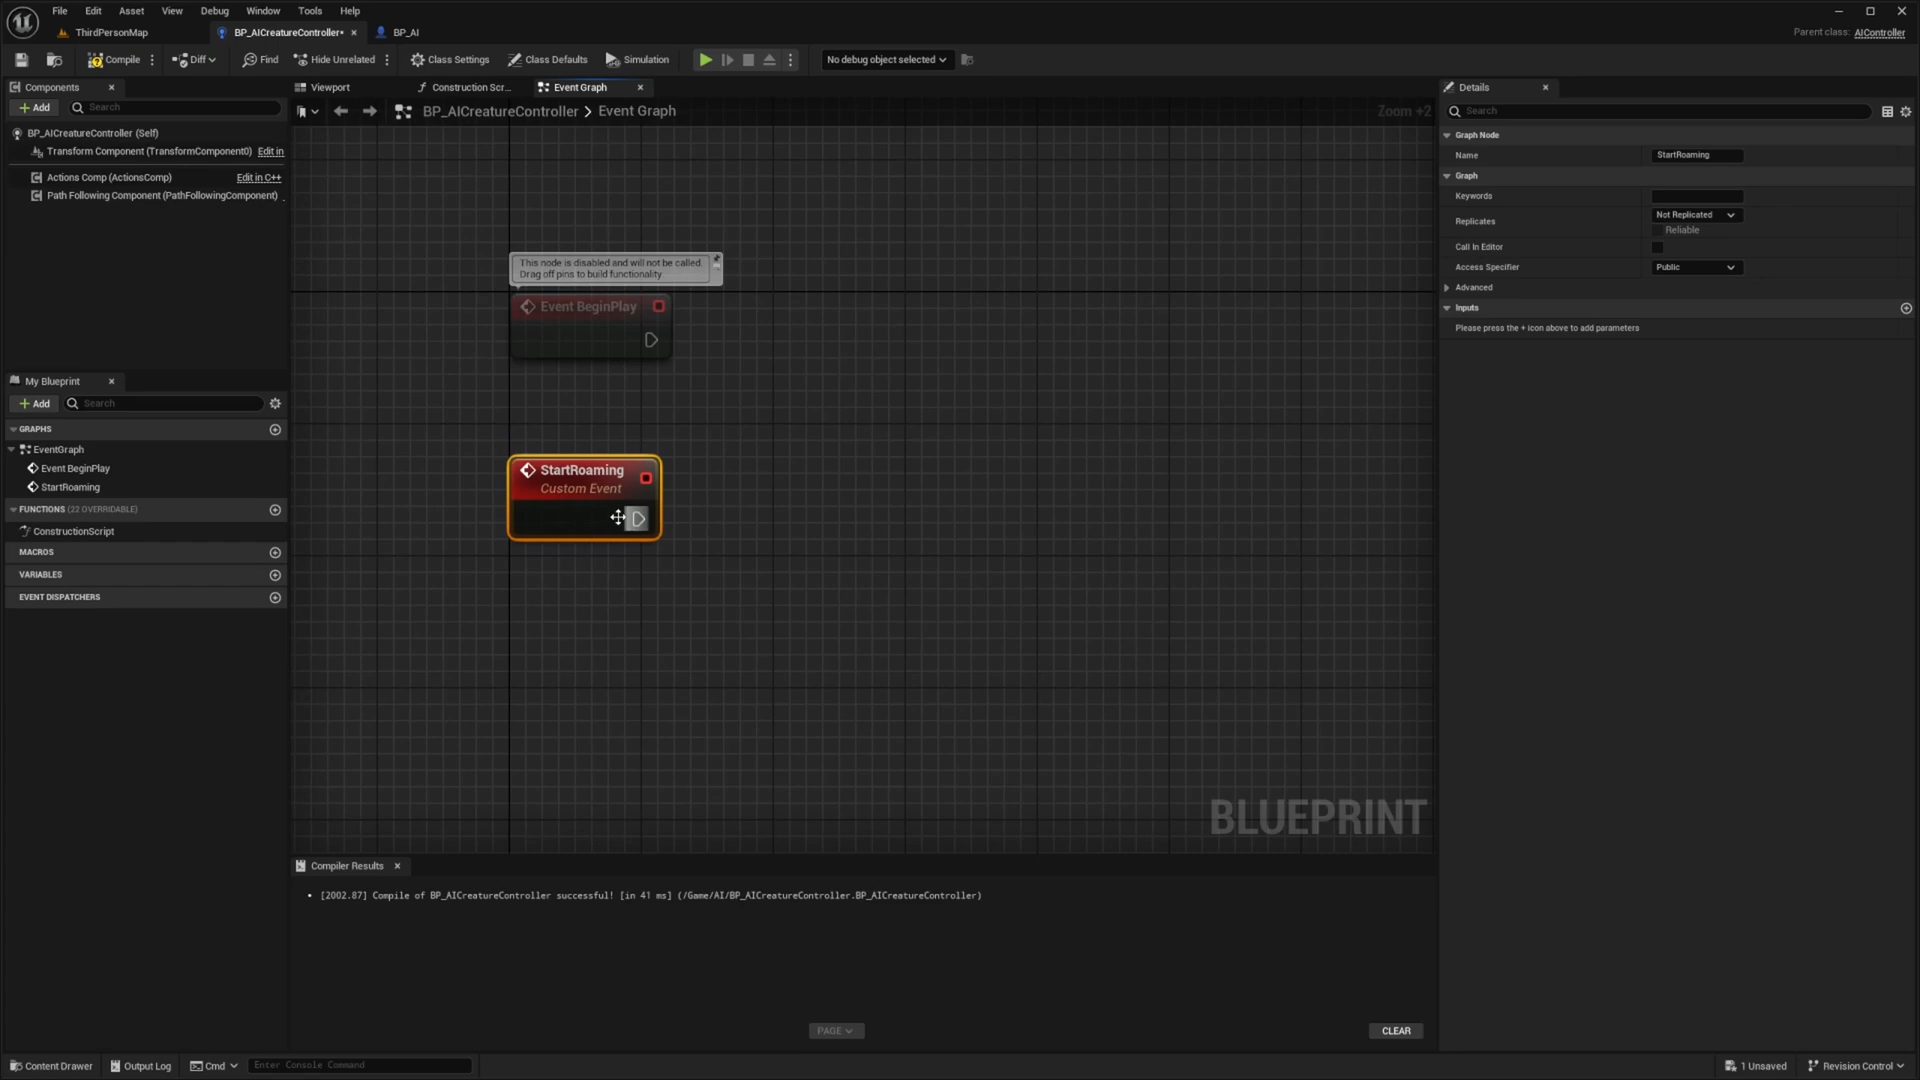 File Edit Asset View Debug Window Tools Help
ThirdPersonMap BP_AICreatureController* BP_AI Parent class: AIController
Compile Diff Find Hide Unrelated Class Settings Class Defaults Simulation No debug object selected
Components Viewport Construction Scr... Event Graph Details
Add Search BP_AICreatureController > Event Graph Zoom +2 Search
BP_AICreatureController (Self)
Transform Component (TransformComponent0) Edit in
Actions Comp (ActionsComp) Edit in C++
Path Following Component (PathFollowingComponent)
This node is disabled and will not be called.
Drag off pins to build functionality.
Event BeginPlay
StartRoaming
Custom Event
BLUEPRINT
My Blueprint
Add Search
GRAPHS
EventGraph
Event BeginPlay
StartRoaming
FUNCTIONS (22 OVERRIDABLE)
ConstructionScript
MACROS
VARIABLES
EVENT DISPATCHERS
Graph Node
Name StartRoaming
Graph
Keywords
Replicates Not Replicated
Reliable
Call In Editor
Access Specifier Public
Advanced
Inputs
Please press the + icon above to add parameters
Compiler Results
• [2002.87] Compile of BP_AICreatureController successful! [in 41 ms] (/Game/AI/BP_AICreatureController.BP_AICreatureController)
PAGE CLEAR
Content Drawer Output Log Cmd Enter Console Command 1 Unsaved Revision Control